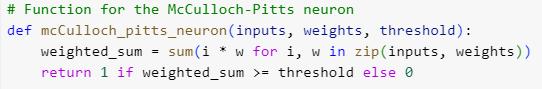 # Function for the McCulloch-Pitts neuron
def mcCulloch_pitts_neuron(inputs, weights, threshold):
    weighted_sum = sum(i * w for i, w in zip(inputs, weights))
    return 1 if weighted_sum >= threshold else 0